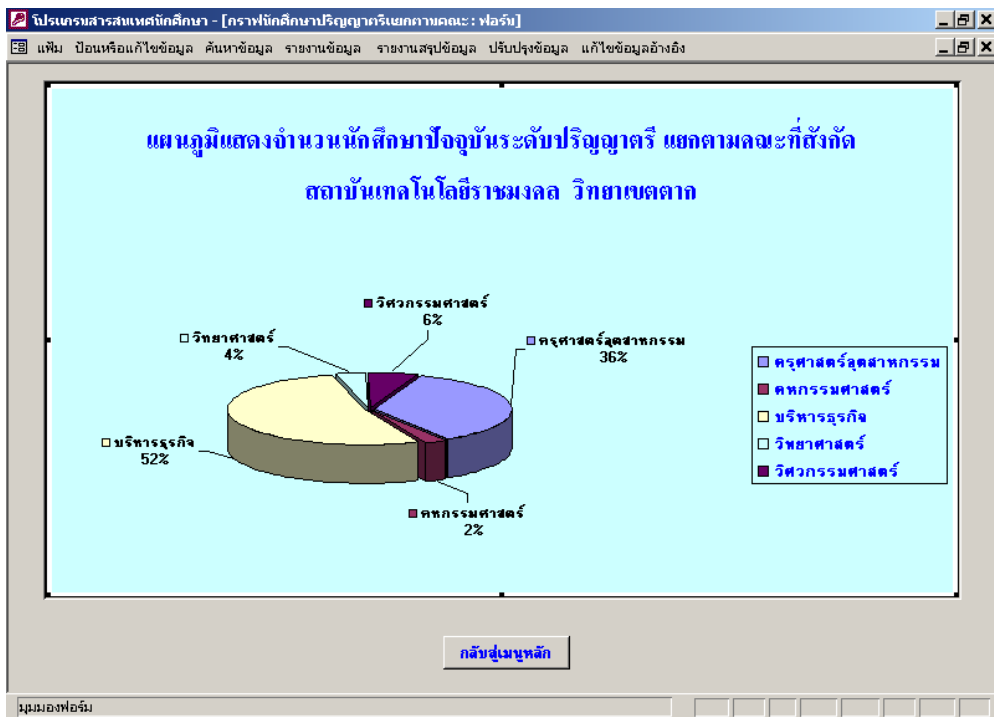 โปรแกรมสารสนเทศนักศึกษา - [กราฟนักศึกษาปริญญาตรีแยกตามคณะ : ฟอร์ม]
แฟ้ม ป้อนหรือแก้ไขข้อมูล ค้นหาข้อมูล รายงานข้อมูล รายงานสรุปข้อมูล ปรับปรุงข้อมูล แก้ไขข้อมูลอ้างอิง
แผนภูมิแสดงจำนวนนักศึกษาปัจจุบันระดับปริญญาตรี แยกตามคณะที่สังกัด
สถาบันเทคโนโลยีราชมงคล วิทยาเขตตาก
วิศวกรรมศาสตร์
6%
วิทยาศาสตร์
4%
ครุศาสตร์อุตสาหกรรม
36%
บริหารธุรกิจ
52%
คหกรรมศาสตร์
2%
ครุศาสตร์อุตสาหกรรม
คหกรรมศาสตร์
บริหารธุรกิจ
วิทยาศาสตร์
วิศวกรรมศาสตร์
กลับสู่เมนูหลัก
มุมมองฟอร์ม